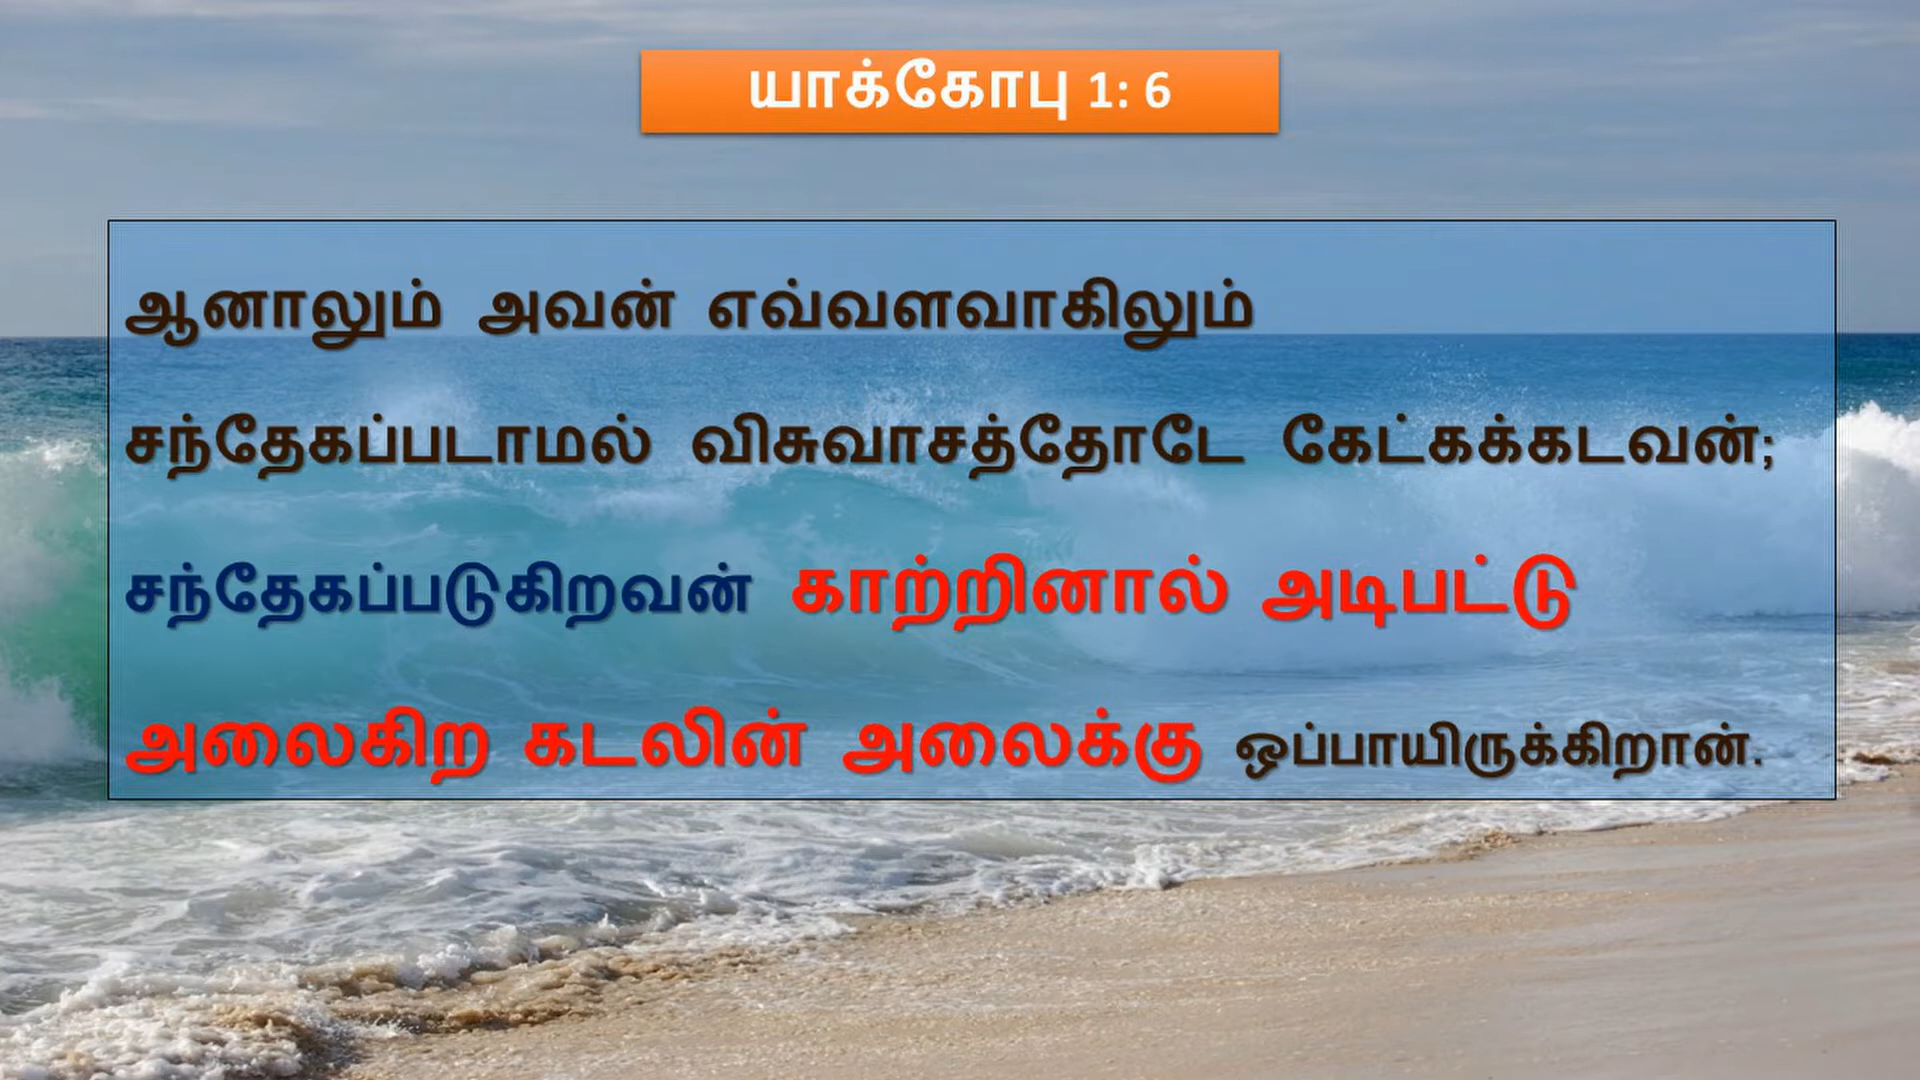 யாக்கோபு 1: 6
ஆனாலும் அவன் எவ்வளவாகிலும்
சந்தேகப்படாமல் விசுவாசத்தோடே கேட்கக்கடவன்;
சந்தேகப்படுகிறவன் காற்றினால் அடிபட்டு
அலைகிற கடலின் அலைக்கு ஒப்பாயிருக்கிறான்.